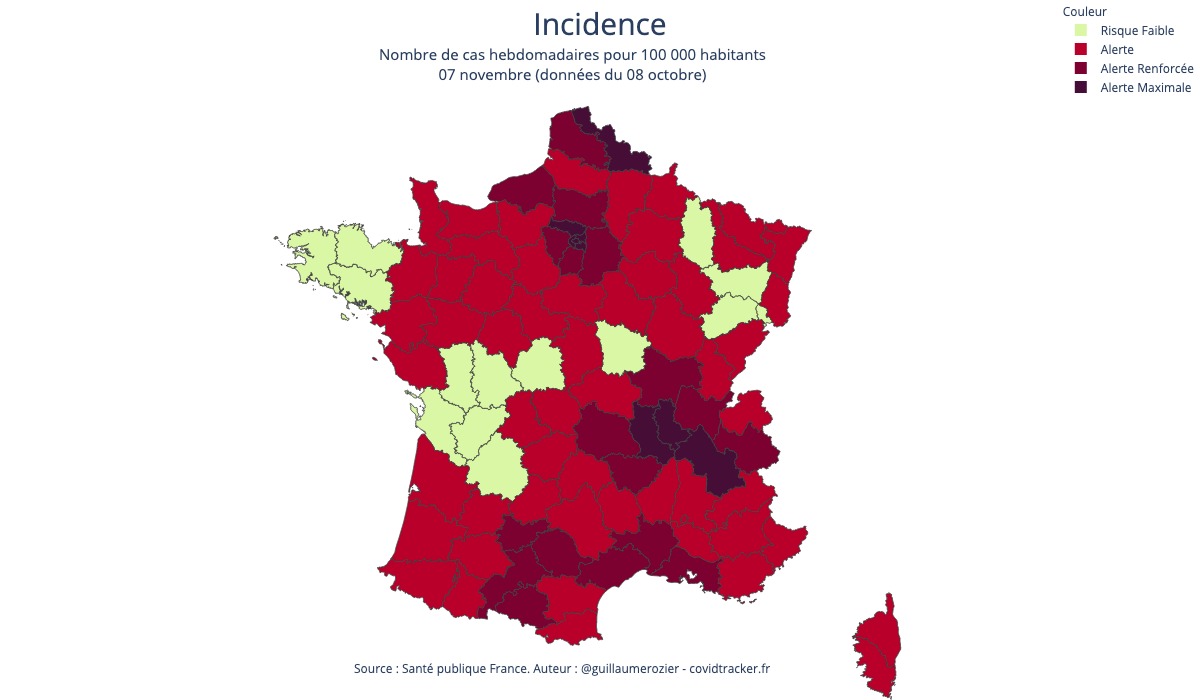 Incidence
Nombre de cas hebdomadaires pour 100 000 habitants
07 novembre (données du 08 octobre)
Couleur
Risque Faible
Alerte
Alerte Renforcée
Alerte Maximale
Source : Santé publique France. Auteur : @guillaumerozier - covidtracker.fr